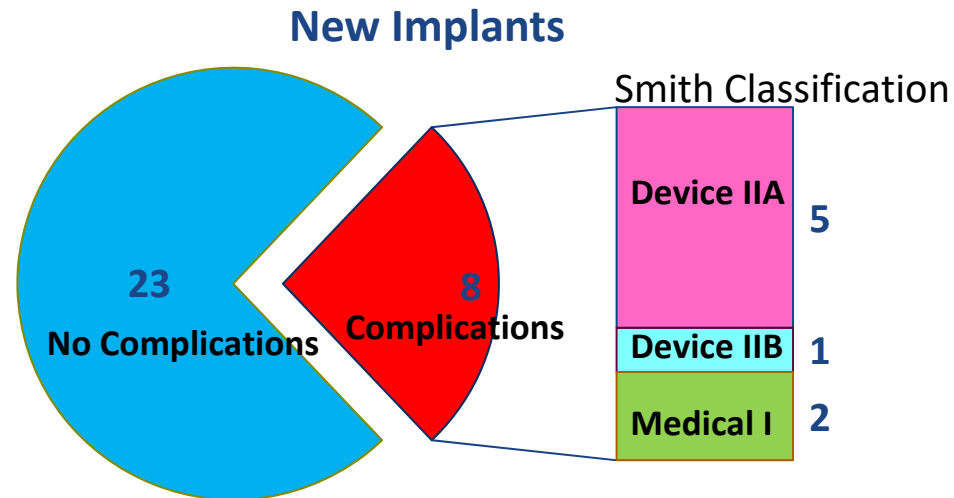 New Implants
Smith Classification
23
No Complications
8
Complications
Device IIA
5
Device IIB
1
Medical I
2